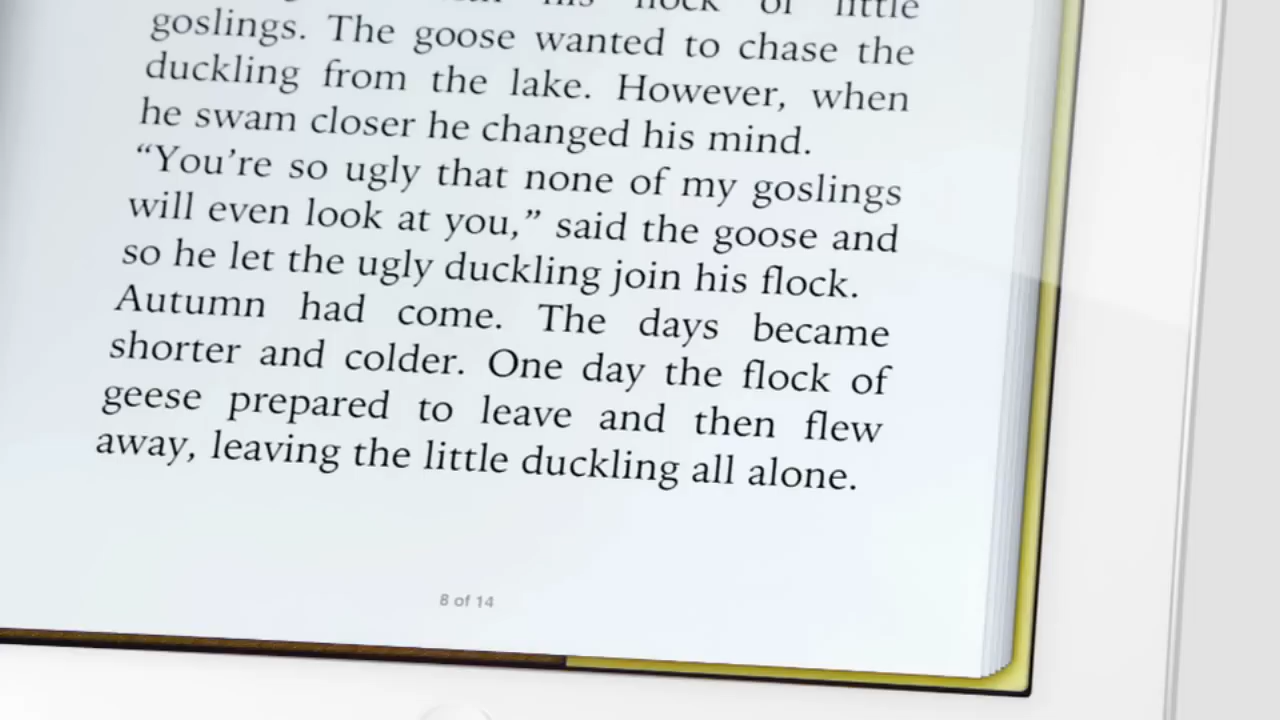 his flock of little
goslings. The goose wanted to chase the
duckling from the lake. However, when
he swam closer he changed his mind.
“You’re so ugly that none of my goslings
will even look at you,” said the goose and
so he let the ugly duckling join his flock.
Autumn had come. The days became
shorter and colder. One day the flock of
geese prepared to leave and then flew
away, leaving the little duckling all alone.
8 of 14